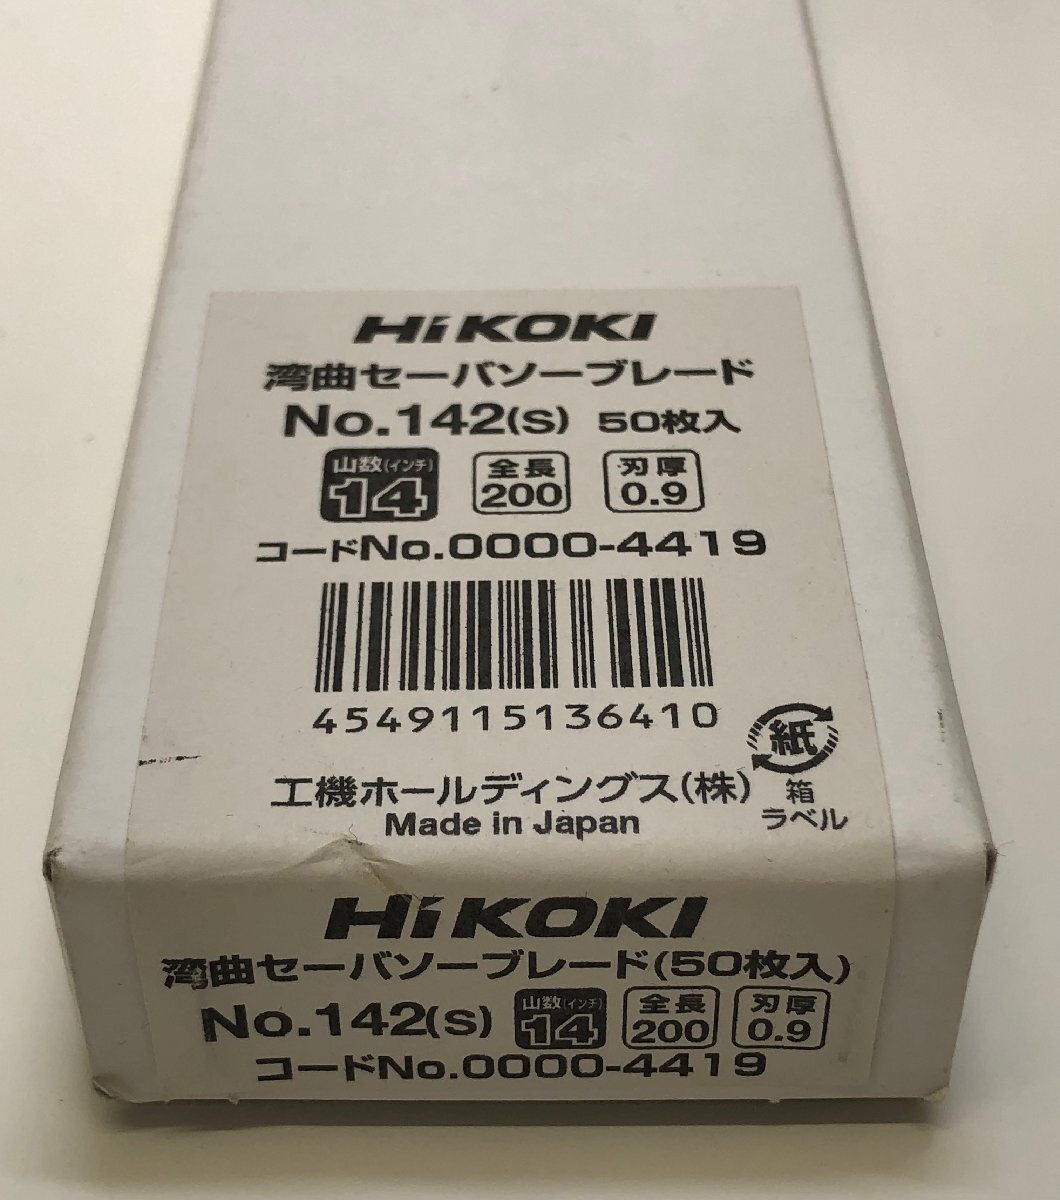 HiKOKI
湾曲セーバソーブレード
No.142(S) 50枚入
山数(インチ) 全長 刃厚
14 200 0.9
コードNo.0000-4419
4549115136410
紙
箱
ラベル
工機ホールディングス(株)
Made in Japan
HiKOKI
湾曲セーバソーブレード(50枚入)
No.142(S) 山数(インチ) 14 全長 200 刃厚 0.9
コードNo.0000-4419